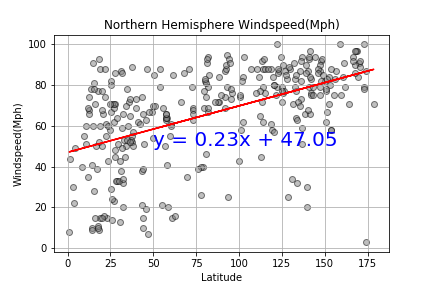 Northern Hemisphere Windspeed(Mph)
100
80
60
40
20
0
Windspeed(Mph)
y = 0.23x + 47.05
0 25 50 75 100 125 150 175
Latitude